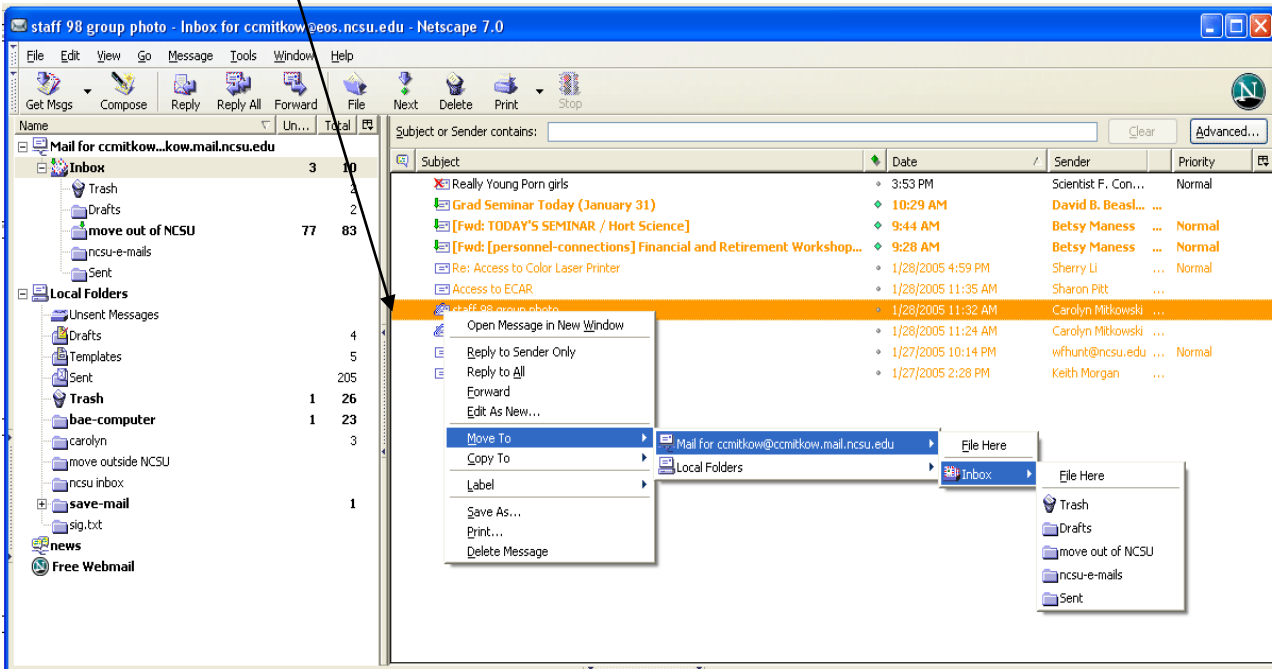 staff 98 group photo - Inbox for ccmitkow@eos.ncsu.edu - Netscape 7.0
File Edit View Go Message Tools Window Help
Get Msgs Compose Reply Reply All Forward File Next Delete Print Stop
Name Un... Total
Subject or Sender contains: Clear Advanced...
Mail for ccmitkow...kow.mail.ncsu.edu
Inbox 3 10
Trash 2
Drafts 2
move out of NCSU 77 83
ncsu-e-mails
Sent
Local Folders
Unsent Messages
Drafts 4
Templates 5
Sent 205
Trash 1 26
bae-computer 1 23
carolyn 3
move outside NCSU
ncsu inbox
save-mail 1
sig.txt
news
Free Webmail
Subject Date Sender Priority
Really Young Porn girls 3:53 PM Scientist F. Con... Normal
Grad Seminar Today (January 31) 10:29 AM David B. Beasl... ...
[Fwd: TODAY'S SEMINAR / Hort Science] 9:44 AM Betsy Maness ... Normal
[Fwd: [personnel-connections] Financial and Retirement Workshop... 9:28 AM Betsy Maness ... Normal
Re: Access to Color Laser Printer 1/28/2005 4:59 PM Sherry Li ... Normal
Access to ECAR 1/28/2005 11:35 AM Sharon Pitt ...
staff 98 group photo 1/28/2005 11:32 AM Carolyn Mitkowski ...
1/28/2005 11:24 AM Carolyn Mitkowski ...
1/27/2005 10:14 PM wfhunt@ncsu.edu ... Normal
1/27/2005 2:28 PM Keith Morgan ...
Open Message in New Window
Reply to Sender Only
Reply to All
Forward
Edit As New...
Move To
Copy To
Label
Save As...
Print...
Delete Message
Mail for ccmitkow@ccmitkow.mail.ncsu.edu
Local Folders
File Here
Inbox
File Here
Trash
Drafts
move out of NCSU
ncsu-e-mails
Sent